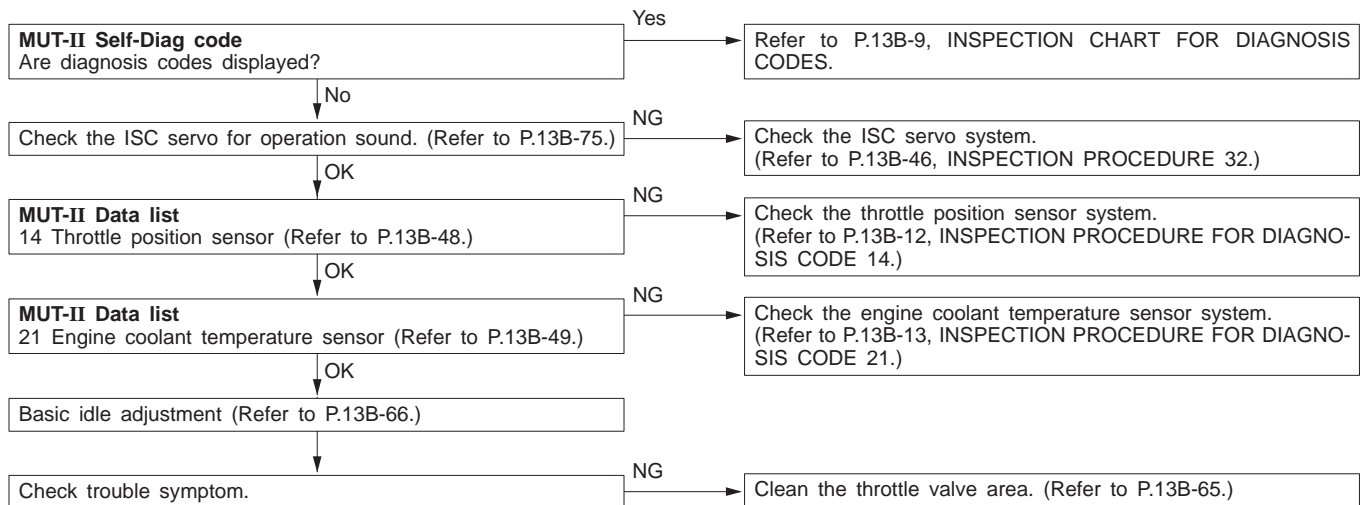 Yes
MUT-II Self-Diag code
Are diagnosis codes displayed?
Refer to P.13B-9, INSPECTION CHART FOR DIAGNOSIS
CODES.
No
NG
Check the ISC servo for operation sound. (Refer to P.13B-75.)
Check the ISC servo system.
(Refer to P.13B-46, INSPECTION PROCEDURE 32.)
OK
NG
MUT-II Data list
14 Throttle position sensor (Refer to P.13B-48.)
Check the throttle position sensor system.
(Refer to P.13B-12, INSPECTION PROCEDURE FOR DIAGNO-
SIS CODE 14.)
OK
NG
MUT-II Data list
21 Engine coolant temperature sensor (Refer to P.13B-49.)
Check the engine coolant temperature sensor system.
(Refer to P.13B-13, INSPECTION PROCEDURE FOR DIAGNO-
SIS CODE 21.)
OK
Basic idle adjustment (Refer to P.13B-66.)
NG
Check trouble symptom.
Clean the throttle valve area. (Refer to P.13B-65.)